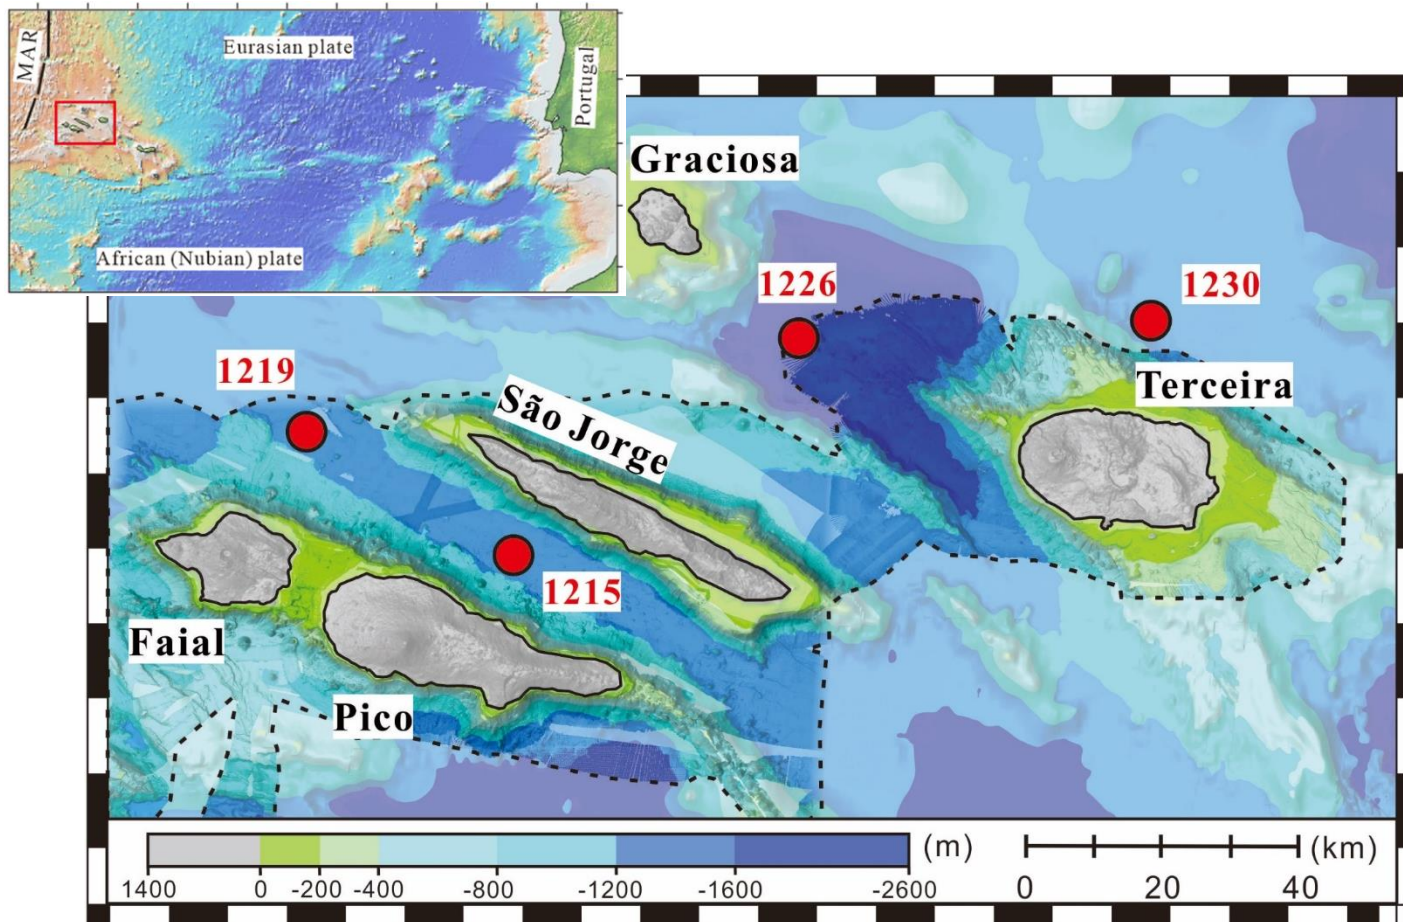 MAR
Eurasian plate
Portugal
African (Nubian) plate
Graciosa
1226
1230
1219
São Jorge
Terceira
1215
Faial
Pico
(m)
1400 0 -200 -400 -800 -1200 -1600 -2600
(km)
0 20 40